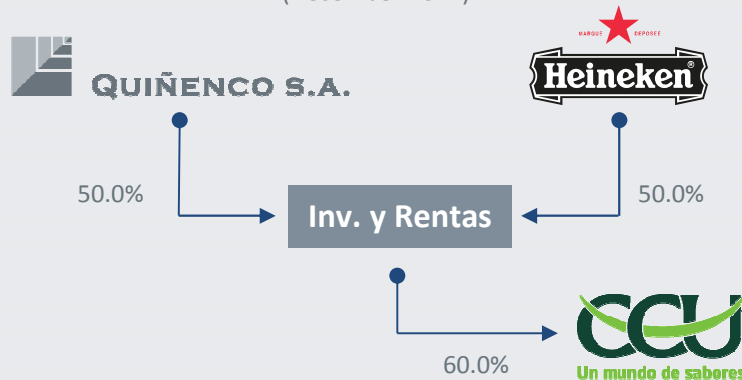 QUIÑENCO S.A.
MARQUE DEPOSEE
Heineken®
50.0%
50.0%
Inv. y Rentas
60.0%
CCU
Un mundo de sabores